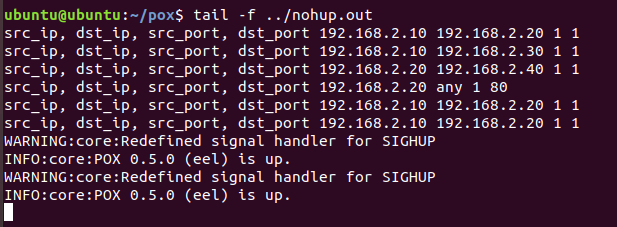 ubuntu@ubuntu:~/pox$ tail -f ../nohup.out
src_ip, dst_ip, src_port, dst_port 192.168.2.10 192.168.2.20 1 1
src_ip, dst_ip, src_port, dst_port 192.168.2.10 192.168.2.30 1 1
src_ip, dst_ip, src_port, dst_port 192.168.2.20 192.168.2.40 1 1
src_ip, dst_ip, src_port, dst_port 192.168.2.20 any 1 80
src_ip, dst_ip, src_port, dst_port 192.168.2.10 192.168.2.20 1 1
src_ip, dst_ip, src_port, dst_port 192.168.2.10 192.168.2.20 1 1
WARNING:core:Redefined signal handler for SIGHUP
INFO:core:POX 0.5.0 (eel) is up.
WARNING:core:Redefined signal handler for SIGHUP
INFO:core:POX 0.5.0 (eel) is up.